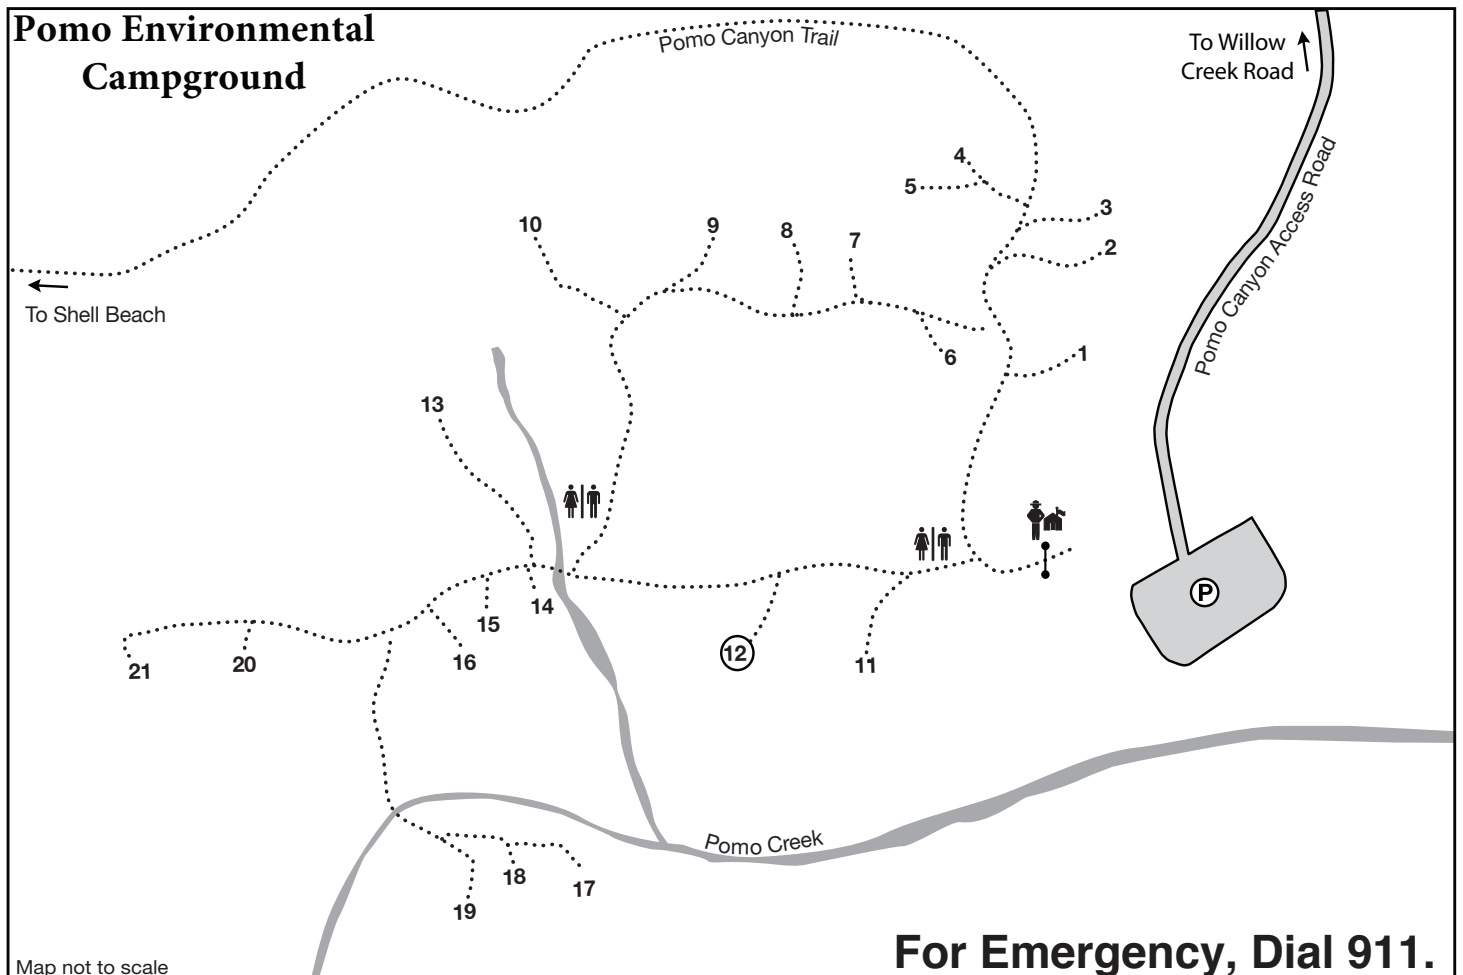 Pomo Environmental
Campground
Pomo Canyon Trail
To Willow
Creek Road
Pomo Canyon Access Road
4
5
3
2
10
9
8
7
6
1
To Shell Beach
13
P
14
15
16
12
11
21
20
Pomo Creek
18
17
19
For Emergency, Dial 911.
Map not to scale